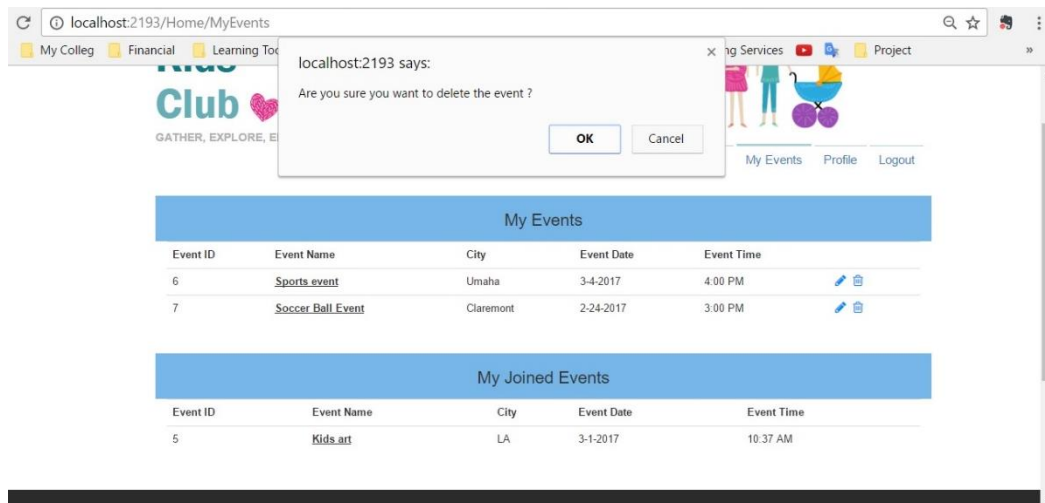 localhost:2193/Home/MyEvents
My Colleg Financial Learning Too ng Services Project »
localhost:2193 says:
Are you sure you want to delete the event ?
OK Cancel
Kids
Club
GATHER, EXPLORE, E
My Events Profile Logout
My Events
Event ID Event Name City Event Date Event Time
6 Sports event Umaha 3-4-2017 4:00 PM
7 Soccer Ball Event Claremont 2-24-2017 3:00 PM
My Joined Events
Event ID Event Name City Event Date Event Time
5 Kids art LA 3-1-2017 10.37 AM